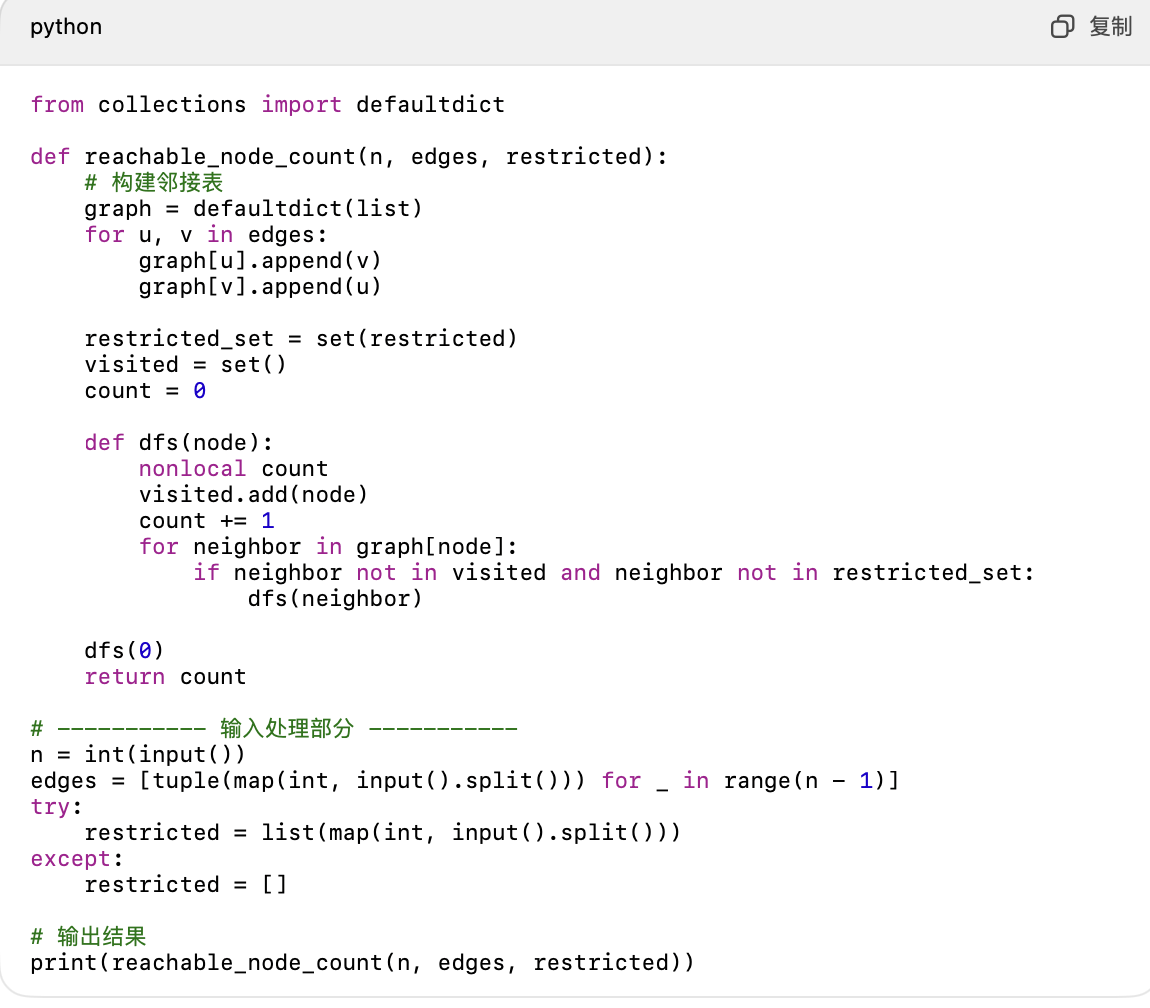 python
复制
from collections import defaultdict
def reachable_node_count(n, edges, restricted):
    # 构建邻接表
    graph = defaultdict(list)
    for u, v in edges:
        graph[u].append(v)
        graph[v].append(u)
    restricted_set = set(restricted)
    visited = set()
    count = 0
    def dfs(node):
        nonlocal count
        visited.add(node)
        count += 1
        for neighbor in graph[node]:
            if neighbor not in visited and neighbor not in restricted_set:
                dfs(neighbor)
    dfs(0)
    return count
# ----------- 输入处理部分 -----------
n = int(input())
edges = [tuple(map(int, input().split())) for _ in range(n - 1)]
try:
    restricted = list(map(int, input().split()))
except:
    restricted = []
# 输出结果
print(reachable_node_count(n, edges, restricted))